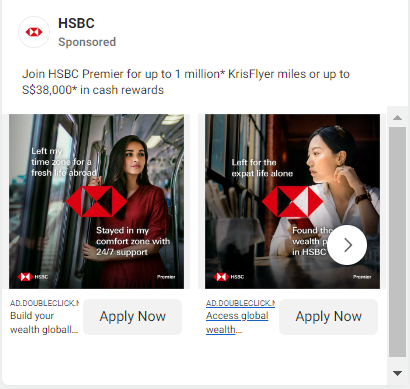 HSBC
Sponsored
Join HSBC Premier for up to 1 million* KrisFlyer miles or up to
S$38,000* in cash rewards
Left my
time zone for a
fresh life abroad
Stayed in my
comfort zone with
24/7 support
HSBC
Premier
Left for the
expat life alone
Found the
wealth p
in HSBC
HSBC
Premier
AD.DOUBLECLICK.N
Build your
wealth globall...
Apply Now
AD.DOUBLECLICK.N
Access global
wealth...
Apply Now